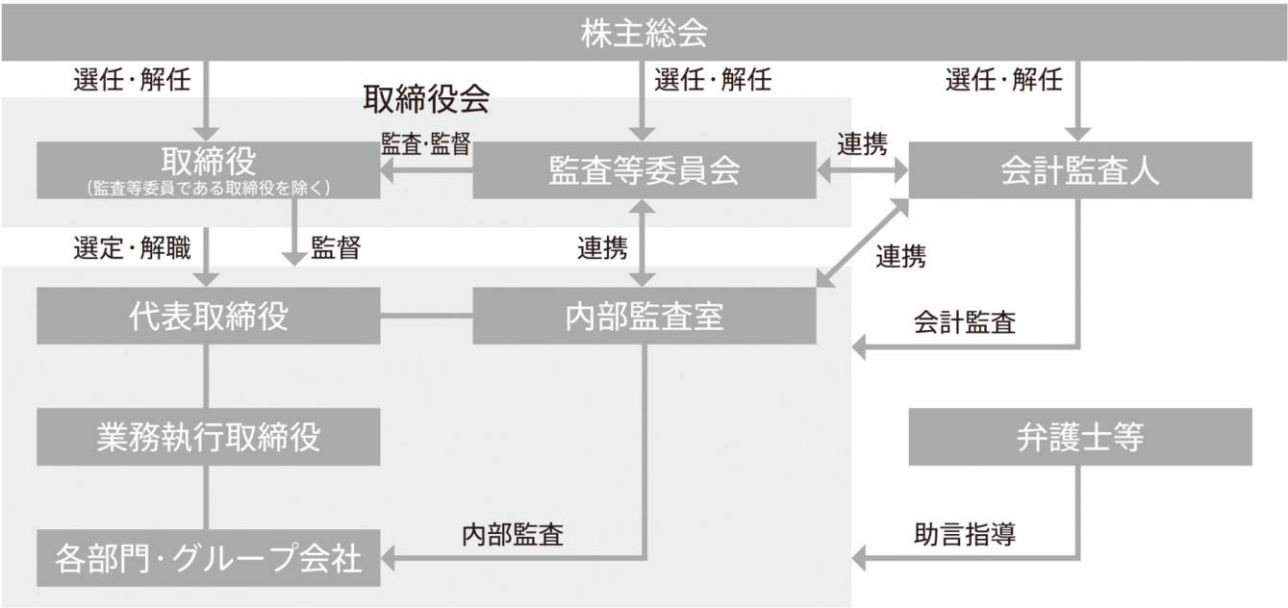 株主総会
選任・解任
選任・解任
選任・解任
取締役会
取締役
(監査等委員である取締役を除く)
監査・監督
監査等委員会
連携
会計監査人
選定・解職
監督
連携
連携
代表取締役
内部監査室
会計監査
業務執行取締役
弁護士等
各部門・グループ会社
内部監査
助言指導